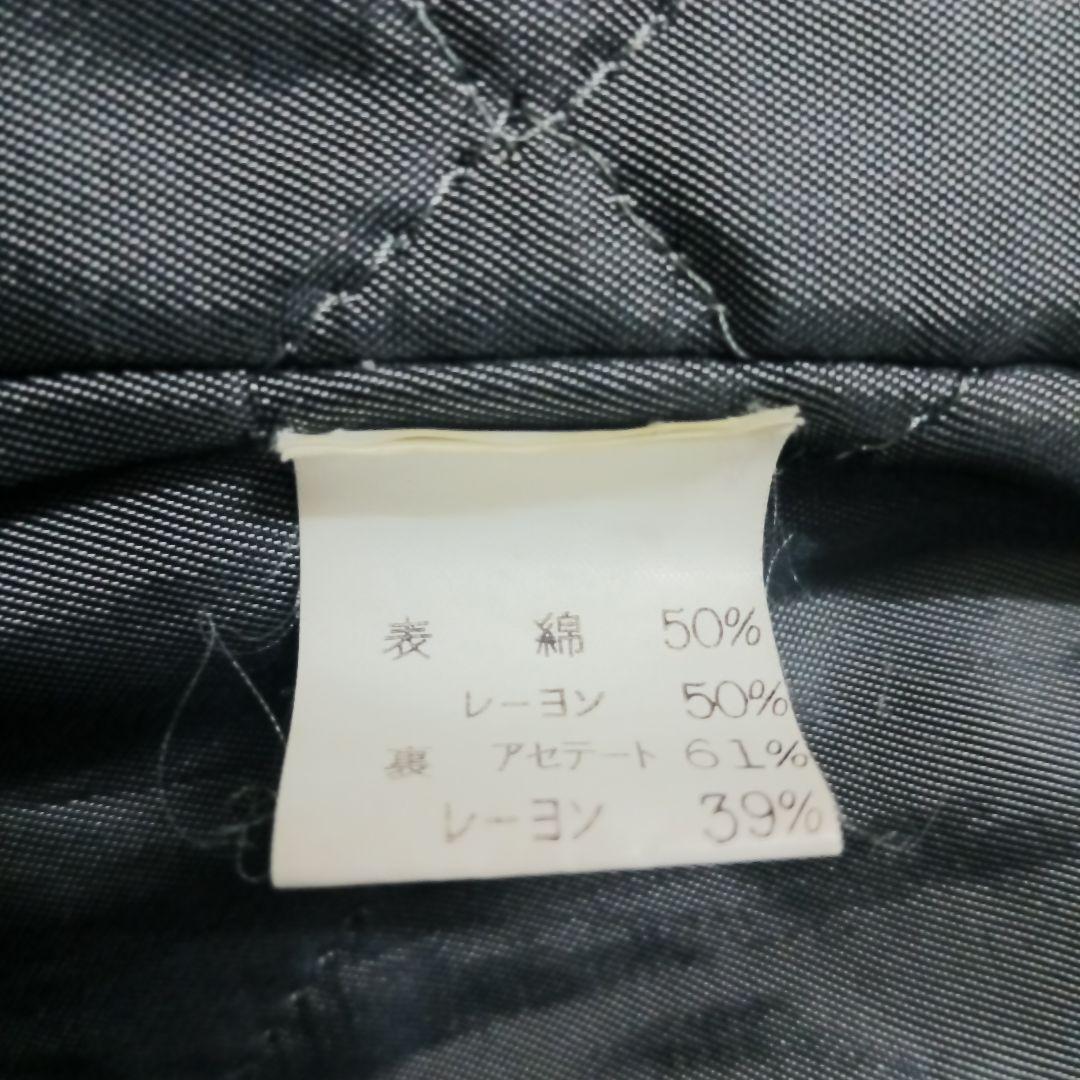 表 綿 50%
レーヨン 50%
裏 アセテート 61%
レーヨン 39%